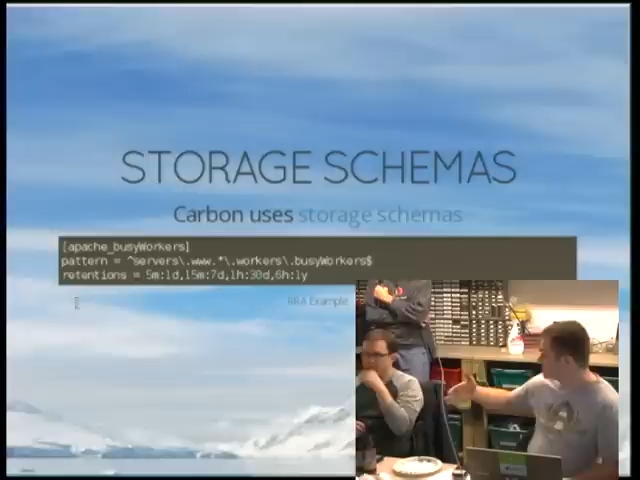 STORAGE SCHEMAS
Carbon uses storage schemas
[apache_busyWorkers]
pattern = ^servers\.www.*\.workers\.busyWorkers$
retentions = 5m:1d,15m:7d,1h:30d,6h:1y
RRA Example